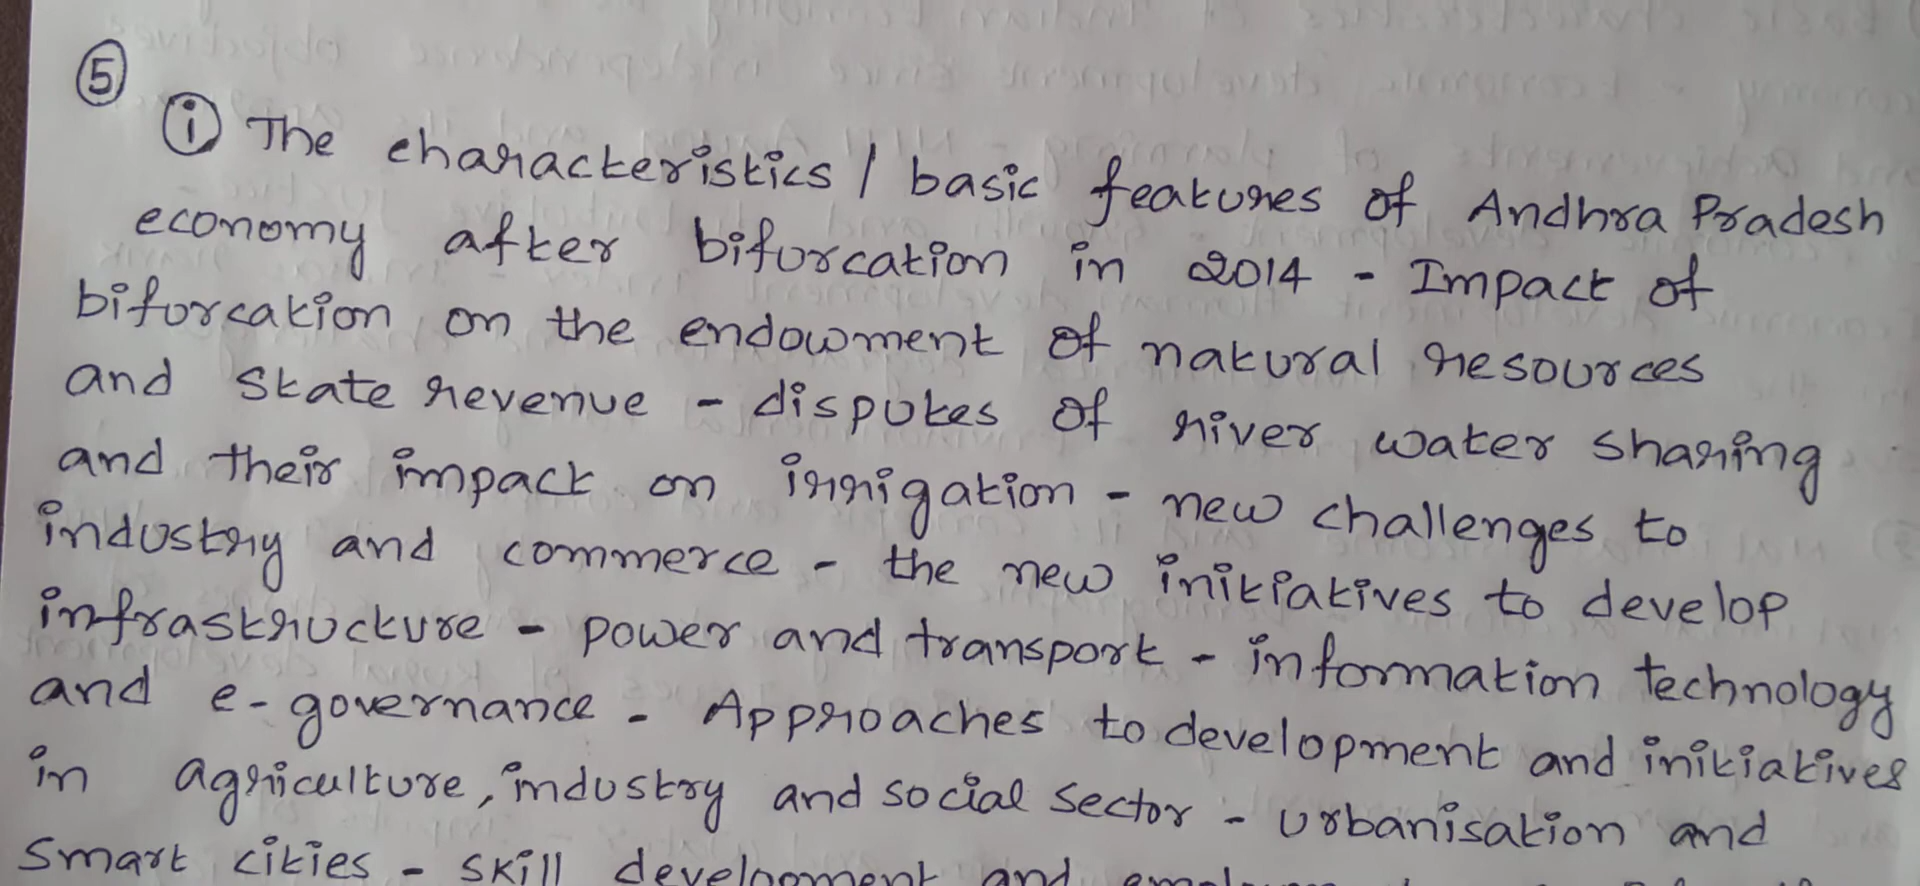 5
i The characteristics / basic features of Andhra Pradesh
economy after bifurcation in 2014 - Impact of
bifurcation on the endowment of natural resources
and state revenue - disputes of river water sharing
and their impact on irrigation - new challenges to
industry and commerce - the new initiatives to develop
infrastructure - power and transport - information technology
and e-governance - Approaches to development and initiatives
in agriculture, industry and social sector - urbanisation and
smart cities - skill development and